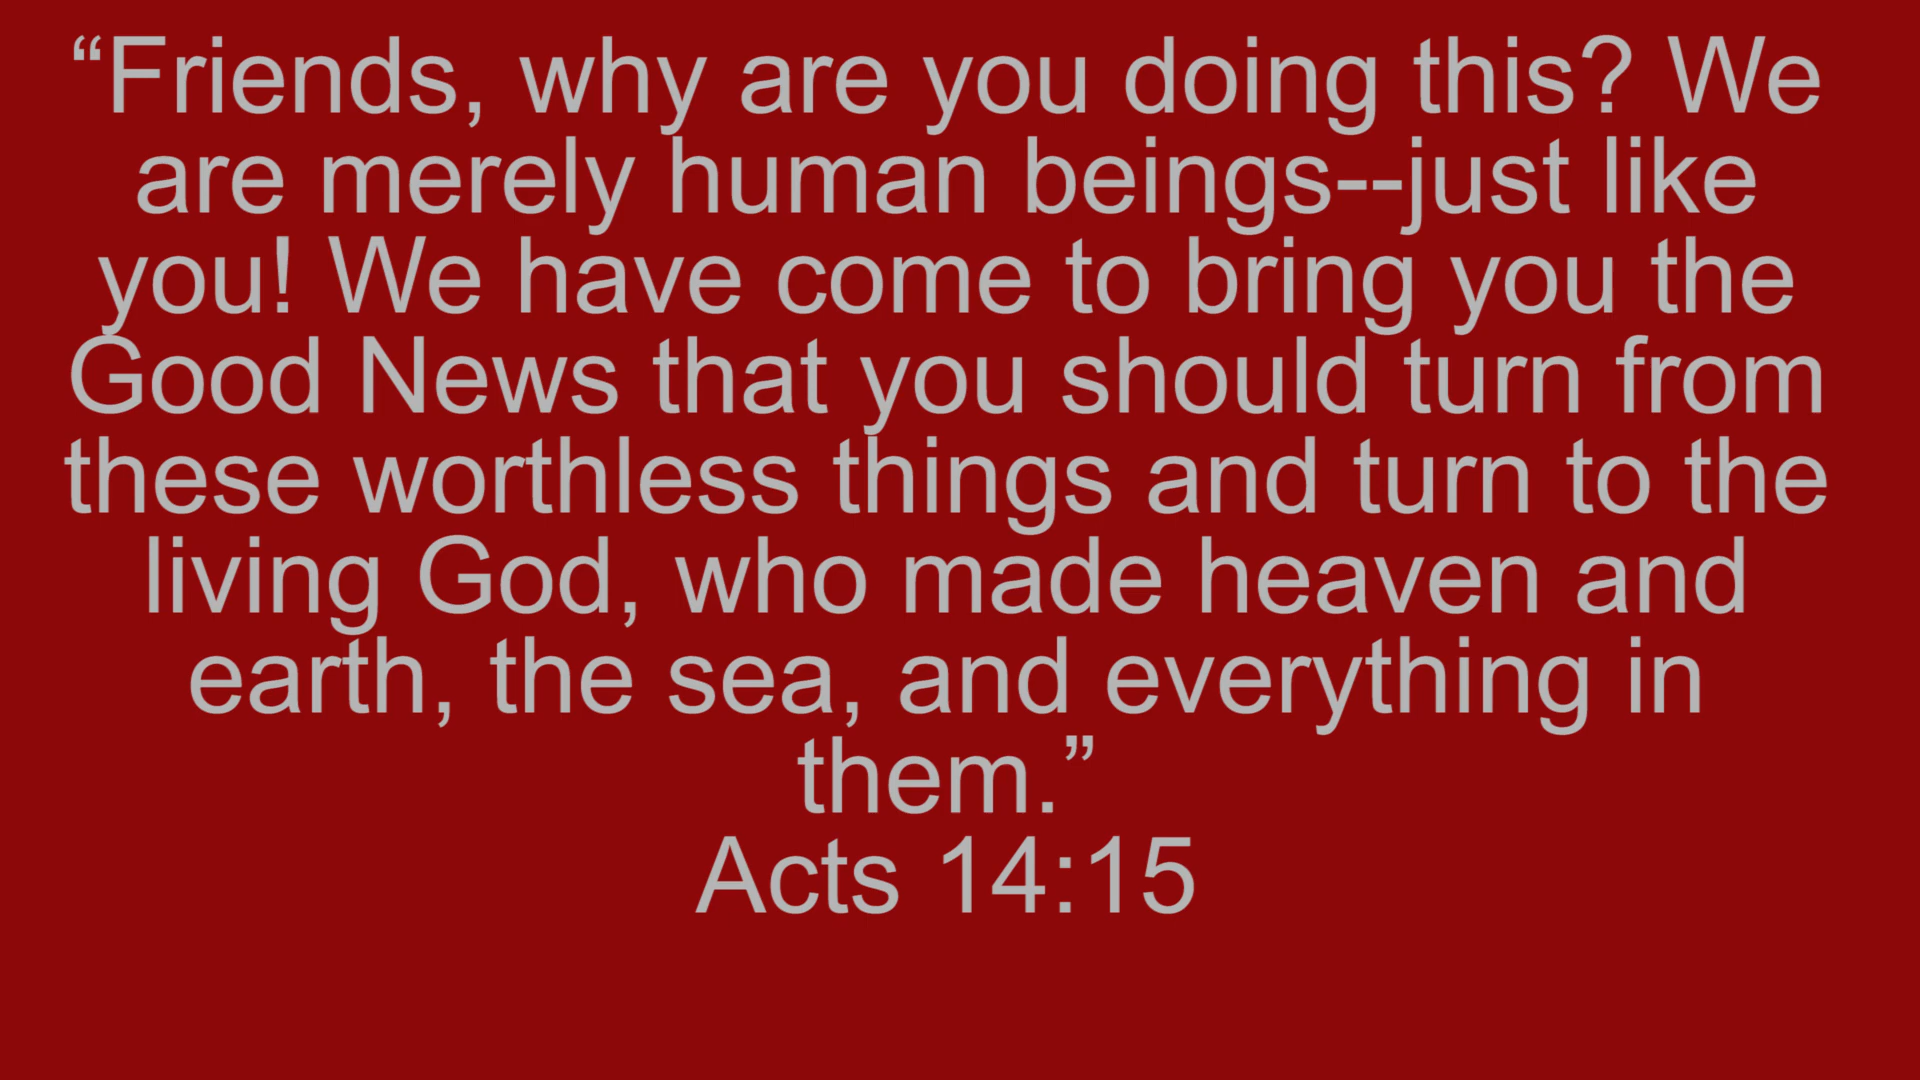 “Friends, why are you doing this? We
are merely human beings--just like
you! We have come to bring you the
Good News that you should turn from
these worthless things and turn to the
living God, who made heaven and
earth, the sea, and everything in
them.”
Acts 14:15